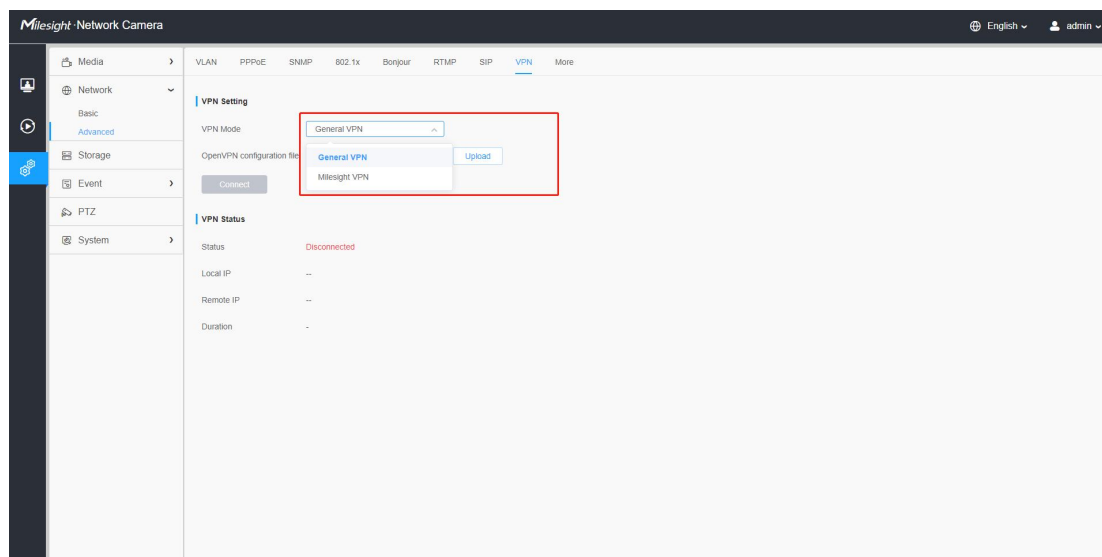 Milesight · Network Camera
English
admin
Media
Network
Basic
Advanced
Storage
Event
PTZ
System
VLAN PPPoE SNMP 802.1x Bonjour RTMP SIP VPN More
VPN Setting
VPN Mode General VPN
OpenVPN configuration file Upload
General VPN
Milesight VPN
Connect
VPN Status
Status Disconnected
Local IP --
Remote IP --
Duration -